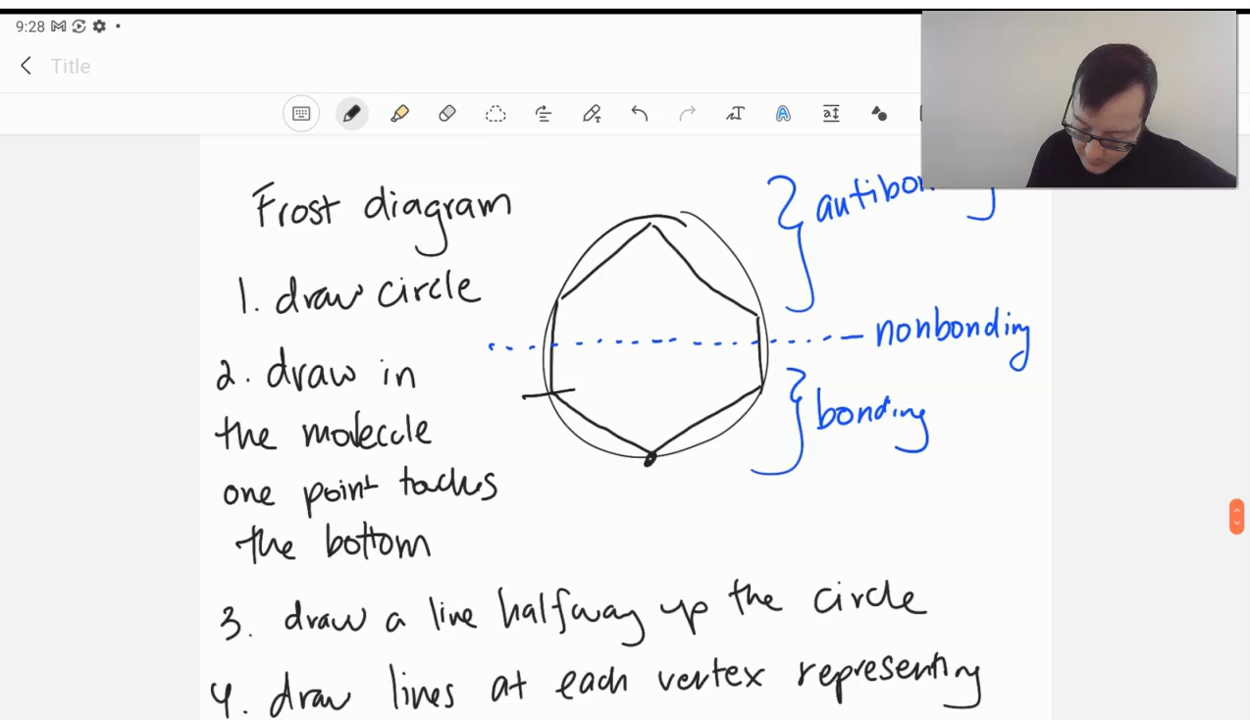 9:28
Title
Frost diagram
1. draw circle
2. draw in
the molecule
one point
the bottom
3. draw a line halfway up the circle
4. draw lines at each vertex representing
nonbonding
bonding